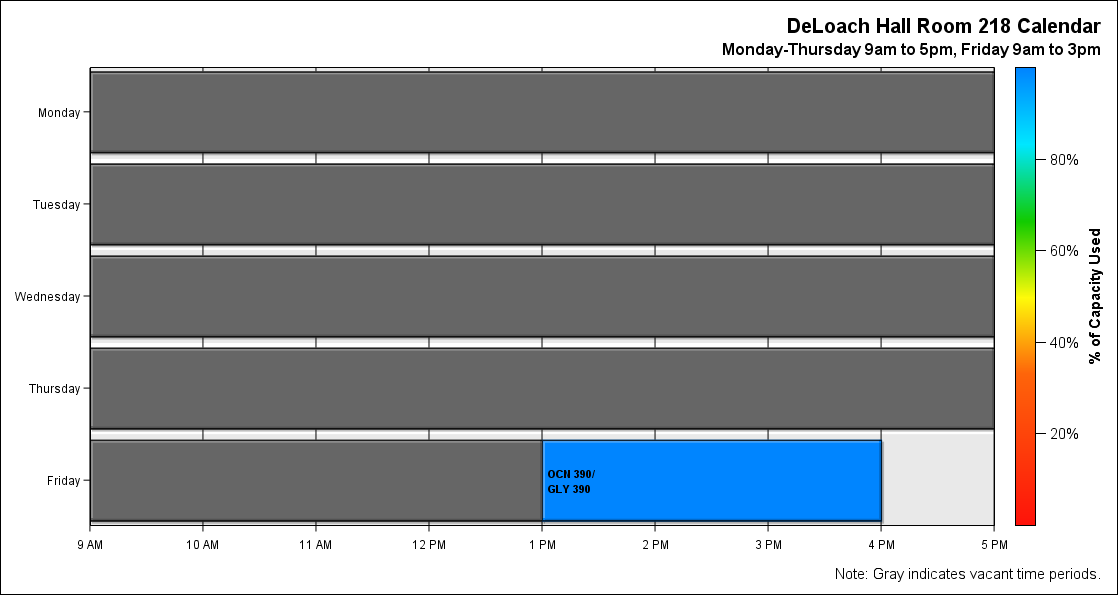 DeLoach Hall Room 218 Calendar
Monday-Thursday 9am to 5pm, Friday 9am to 3pm
Monday
Tuesday
Wednesday
Thursday
Friday
OCN 390/
GLY 390
9 AM 10 AM 11 AM 12 PM 1 PM 2 PM 3 PM 4 PM 5 PM
80%
60%
40%
20%
% of Capacity Used
Note: Gray indicates vacant time periods.